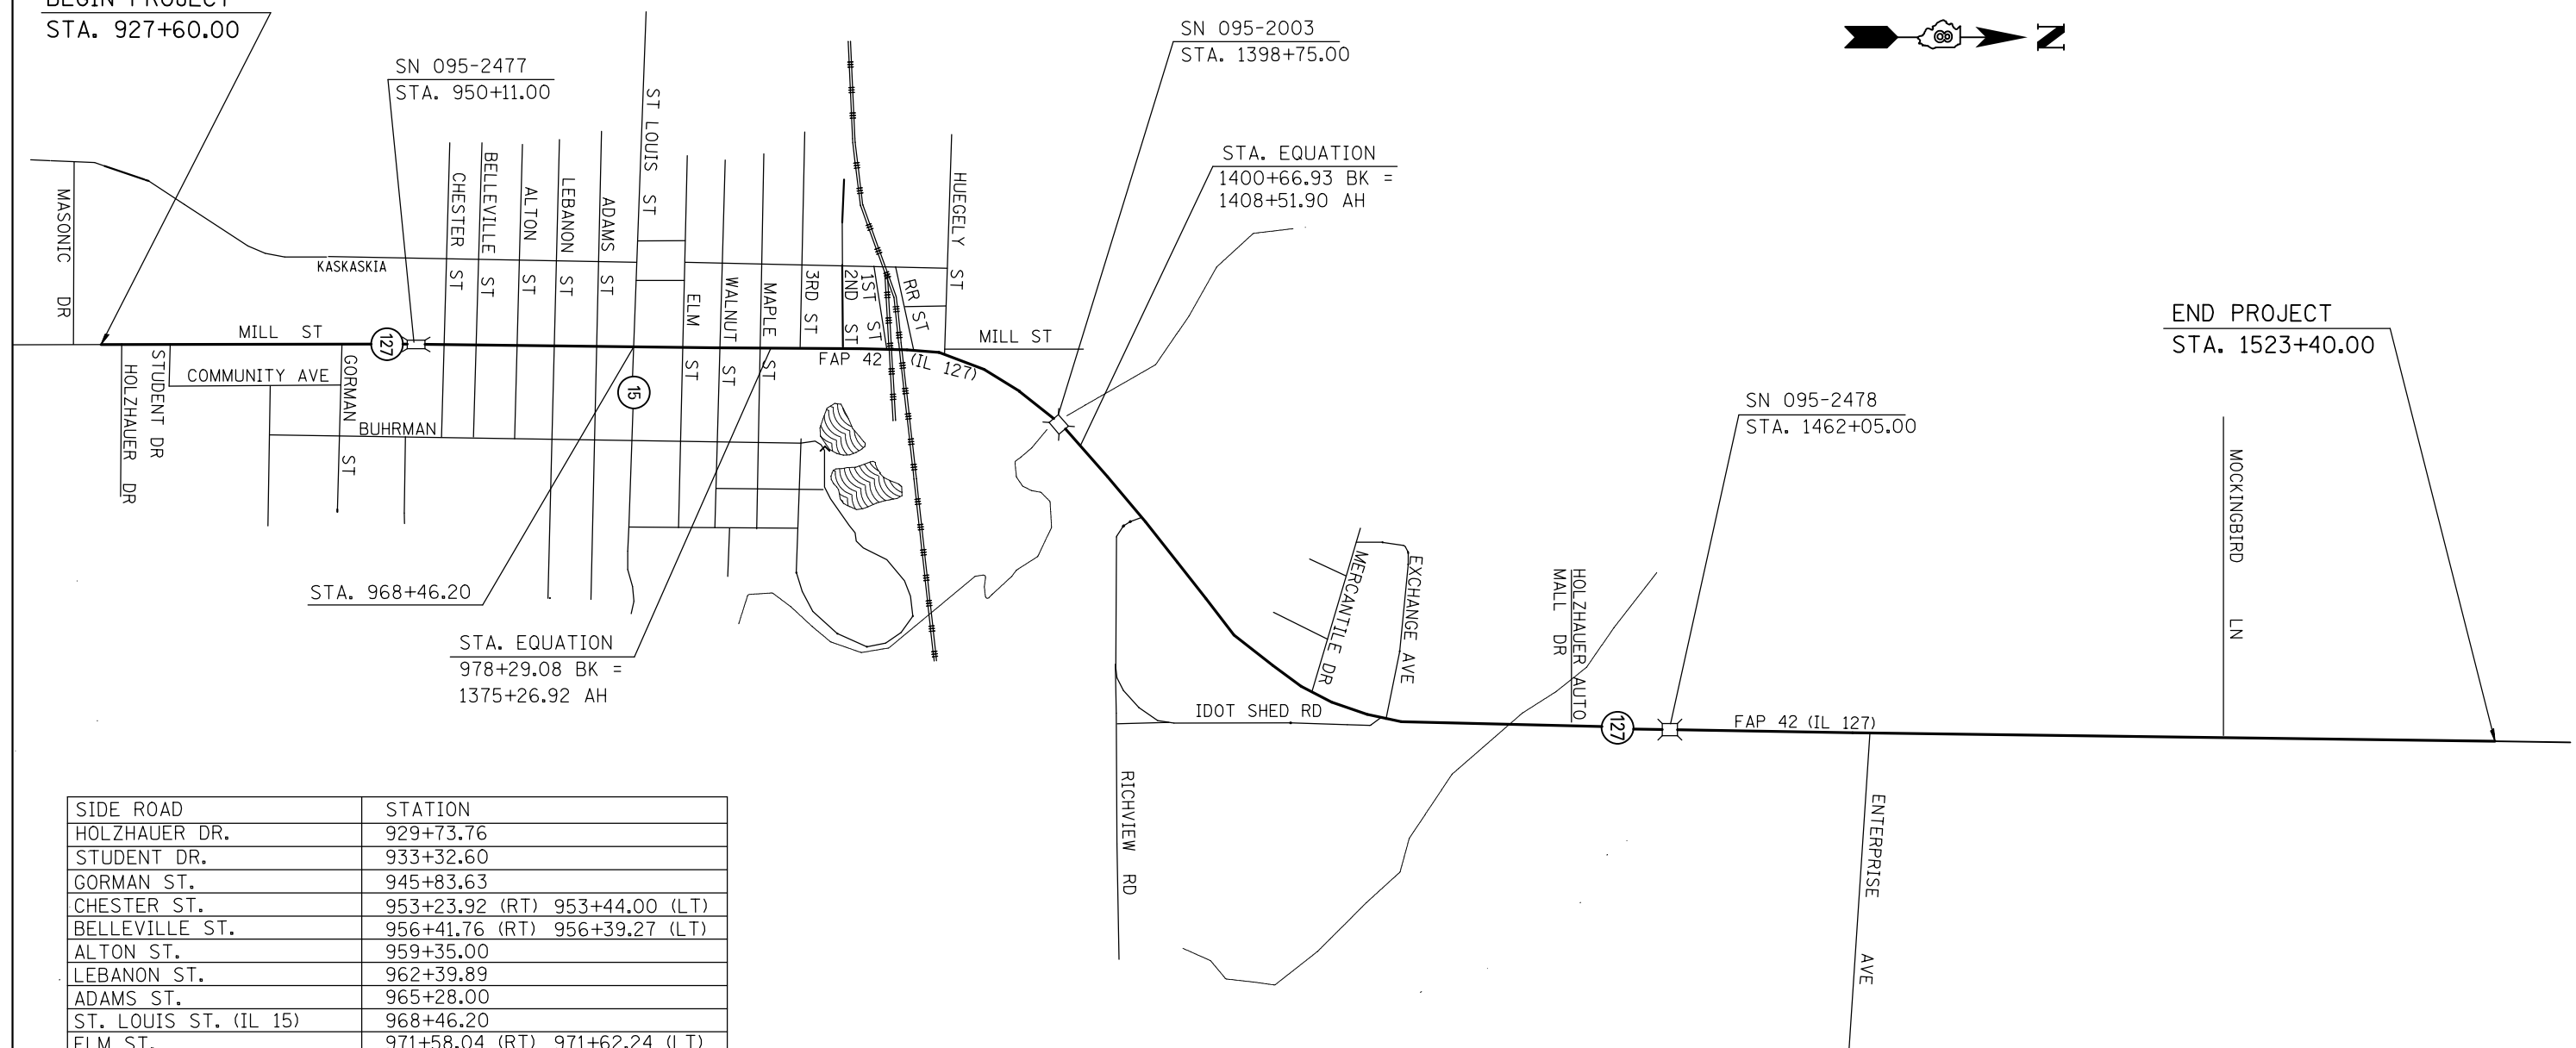 BEGIN PROJECT
STA. 927+60.00
SN 095-2477
STA. 950+11.00
SN 095-2003
STA. 1398+75.00
STA. EQUATION
1400+66.93 BK =
1408+51.90 AH
N
MASONIC DR
KASKASKIA
CHESTER ST
BELLEVILLE ST
ALTON ST
LEBANON ST
ADAMS ST
ST LOUIS ST
ELM ST
WALNUT ST
MAPLE ST
3RD ST
2ND ST
1ST ST
RR ST
HUEGELY ST
MILL ST
127
MILL ST
FAP 42 (IL 127)
HOLZHAUER DR
STUDENT DR
COMMUNITY AVE
GORMAN ST
BUHRMAN
15
STA. 968+46.20
STA. EQUATION
978+29.08 BK =
1375+26.92 AH
END PROJECT
STA. 1523+40.00
SN 095-2478
STA. 1462+05.00
MOCKINGBIRD LN
MERCANTILE DR
EXCHANGE AVE
HOLZHAUER AUTO
MALL DR
IDOT SHED RD
127
FAP 42 (IL 127)
RICHVIEW RD
ENTERPRISE AVE
SIDE ROAD STATION
HOLZHAUER DR. 929+73.76
STUDENT DR. 933+32.60
GORMAN ST. 945+83.63
CHESTER ST. 953+23.92 (RT) 953+44.00 (LT)
BELLEVILLE ST. 956+41.76 (RT) 956+39.27 (LT)
ALTON ST. 959+35.00
LEBANON ST. 962+39.89
ADAMS ST. 965+28.00
ST. LOUIS ST. (IL 15) 968+46.20
ELM ST. 971+58.04 (RT) 971+62.24 (LT)